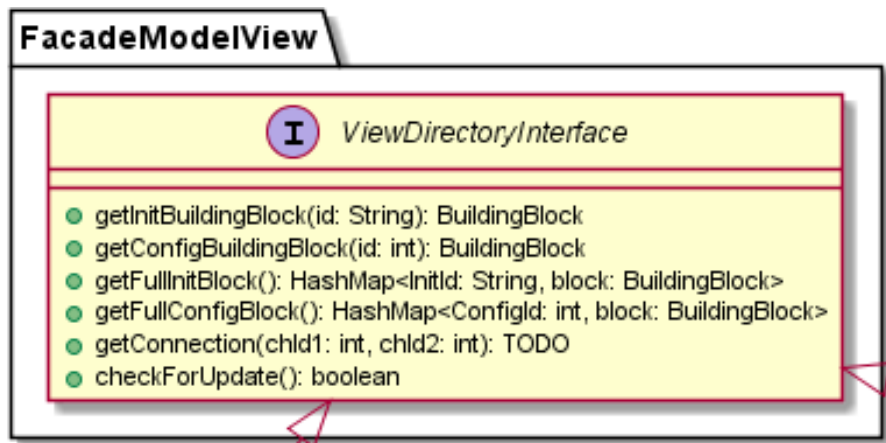 FacadeModelView
I ViewDirectoryInterface
getInitBuildingBlock(id: String): BuildingBlock
getConfigBuildingBlock(id: int): BuildingBlock
getFullInitBlock(): HashMap<InitId: String, block: BuildingBlock>
getFullConfigBlock(): HashMap<ConfigId: int, block: BuildingBlock>
getConnection(chId1: int, chId2: int): TODO
checkForUpdate(): boolean